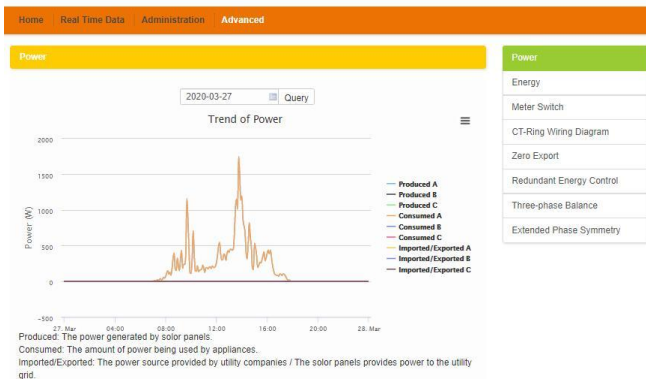 Home Real Time Data Administration Advanced
Power
2020-03-27 Query
Trend of Power
2000
1500
1000
500
0
-500
Power (W)
27. Mar 04:00 08:00 12:00 16:00 20:00 28. Mar
Produced A
Produced B
Produced C
Consumed A
Consumed B
Consumed C
Imported/Exported A
Imported/Exported B
Imported/Exported C
Produced: The power generated by solor panels.
Consumed: The amount of power being used by appliances.
Imported/Exported: The power source provided by utility companies / The solor panels provides power to the utility
grid.
Power
Energy
Meter Switch
CT-Ring Wiring Diagram
Zero Export
Redundant Energy Control
Three-phase Balance
Extended Phase Symmetry